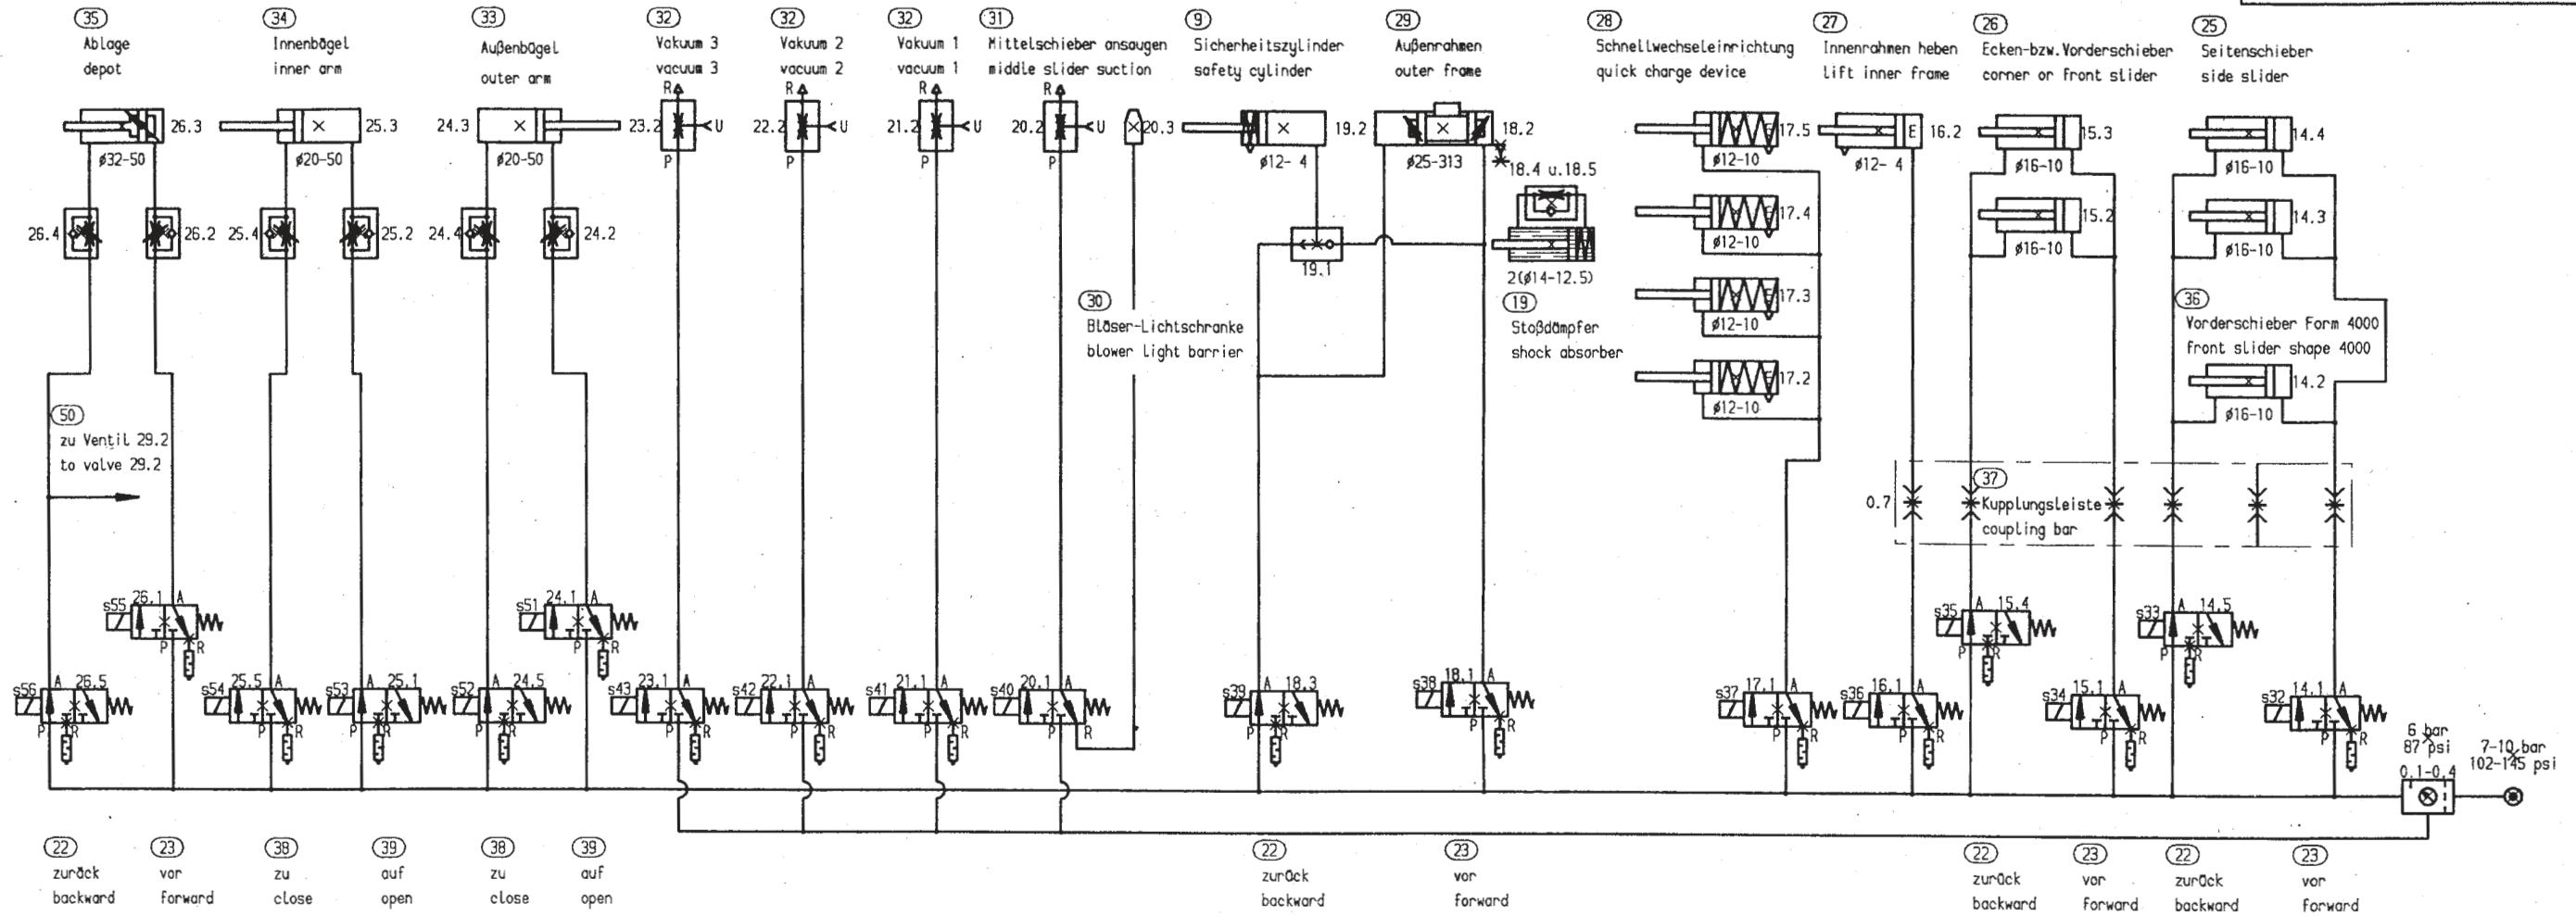 35
Ablage
depot
34
Innenbügel
inner arm
33
Außenbügel
outer arm
32
Vakuum 3
vacuum 3
32
Vakuum 2
vacuum 2
32
Vakuum 1
vacuum 1
31
Mittelschieber ansaugen
middle slider suction
9
Sicherheitszylinder
safety cylinder
29
Außenrahmen
outer frame
28
Schnellwechseleinrichtung
quick charge device
27
Innenrahmen heben
lift inner frame
26
Ecken-bzw.Vorderschieber
corner or front slider
25
Seitenschieber
side slider
26.3
ø32-50
25.3
ø20-50
24.3
ø20-50
R
23.2
U
P
R
22.2
U
P
R
21.2
U
P
R
20.2
U
P
20.3
19.2
ø12- 4
18.2
ø25-313
17.5
ø12-10
E
16.2
ø12- 4
15.3
ø16-10
14.4
ø16-10
18.4 u.18.5
17.4
ø12-10
15.2
ø16-10
14.3
ø16-10
26.4
26.2
25.4
25.2
24.4
24.2
19.1
2(ø14-12.5)
19
Stoßdämpfer
shock absorber
30
Bläser-Lichtschranke
blower light barrier
17.3
ø12-10
17.2
ø12-10
36
Vorderschieber Form 4000
front slider shape 4000
14.2
ø16-10
50
zu Ventil 29.2
to valve 29.2
0.7
37
Kupplungsleiste
coupling bar
s55
26.1
A
P
R
s51
24.1
A
P
R
s35
A
15.4
P
R
s33
A
14.5
P
R
s56
A
26.5
P
R
s54
25.5
A
P
R
s53
A
25.1
P
R
s52
A
24.5
P
R
s43
23.1
A
P
R
s42
22.1
A
P
R
s41
21.1
A
P
R
s40
20.1
A
P
R
s39
A
18.3
P
R
s38
18.1
A
P
R
s37
17.1
A
P
R
s36
16.1
A
P
R
s34
15.1
A
P
R
s32
14.1
A
P
R
6 bar
87 psi
0.1-0.4
7-10 bar
102-145 psi
22
zurück
backward
23
vor
forward
38
zu
close
39
auf
open
38
zu
close
39
auf
open
22
zurück
backward
23
vor
forward
22
zurück
backward
23
vor
forward
22
zurück
backward
23
vor
forward